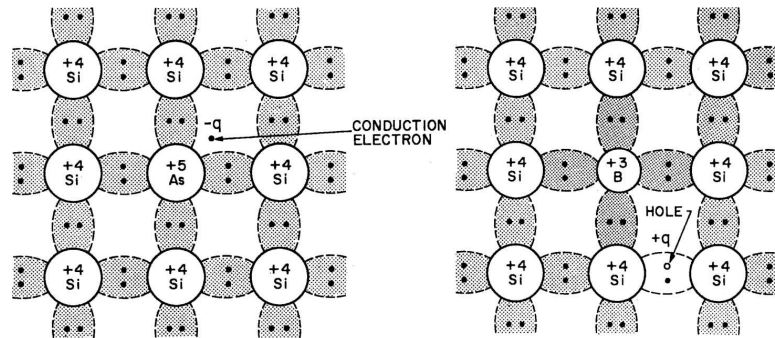 +4 Si +4 Si +4 Si
-q
CONDUCTION
ELECTRON
+4 Si +5 As +4 Si
+4 Si +4 Si +4 Si
+4 Si +4 Si +4 Si
+4 Si +3 B +4 Si
HOLE
+q
+4 Si +4 Si +4 Si